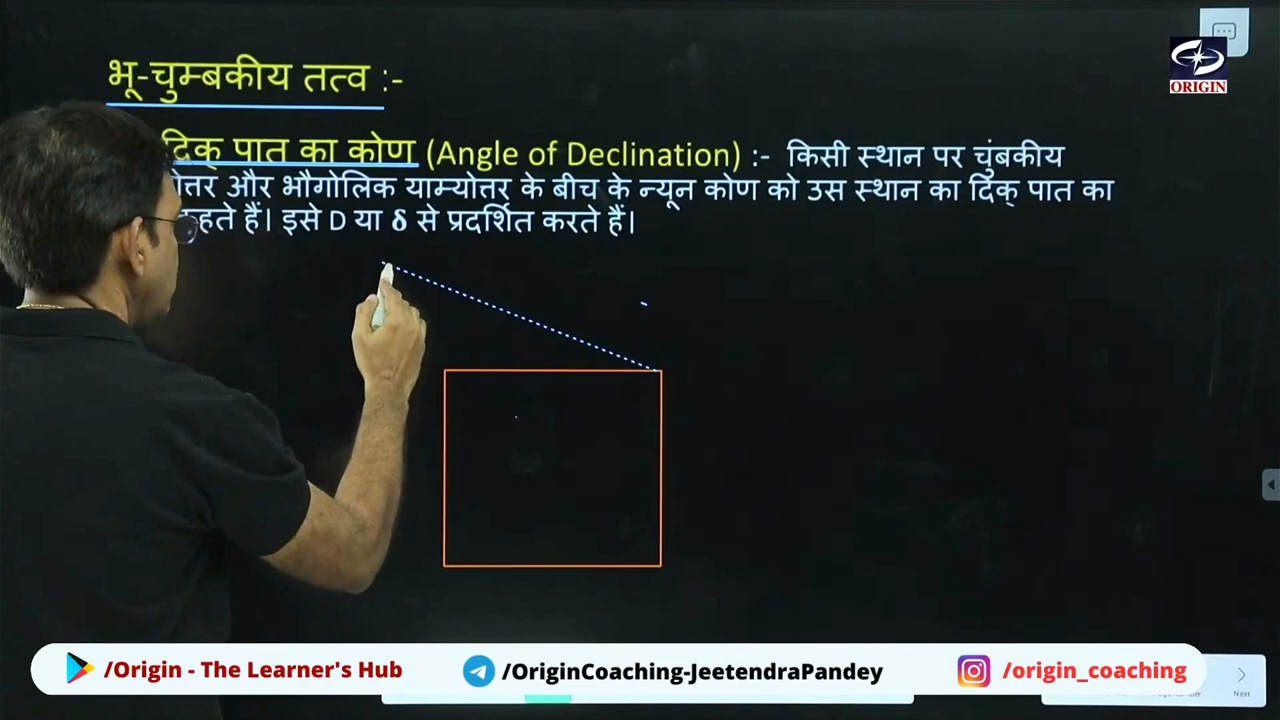 भू-चुम्बकीय तत्व :-
ORIGIN
दिक् पात का कोण (Angle of Declination) :- किसी स्थान पर चुंबकीय
और भौगोलिक याम्योत्तर के बीच के न्यून कोण को उस स्थान का दिक् पात का
हैं। इसे D या δ से प्रदर्शित करते हैं।
/Origin - The Learner's Hub /OriginCoaching-JeetendraPandey /origin_coaching
Next